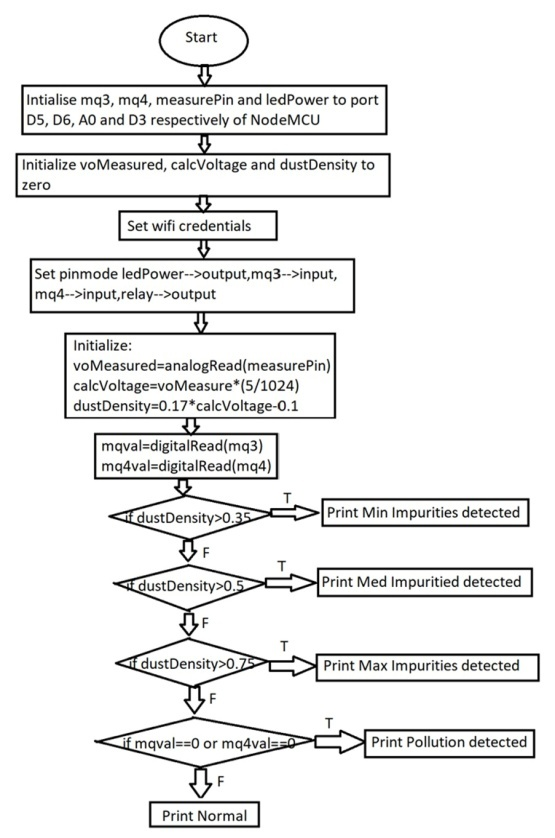 Start
Intialise mq3, mq4, measurePin and ledPower to port
D5, D6, A0 and D3 respectively of NodeMCU
Initialize voMeasured, calcVoltage and dustDensity to
zero
Set wifi credentials
Set pinmode ledPower-->output,mq3-->input,
mq4-->input,relay-->output
Initialize:
voMeasured=analogRead(measurePin)
calcVoltage=voMeasure*(5/1024)
dustDensity=0.17*calcVoltage-0.1
mqval=digitalRead(mq3)
mq4val=digitalRead(mq4)
if dustDensity>0.35
T
Print Min Impurities detected
F
if dustDensity>0.5
T
Print Med Impuritied detected
F
if dustDensity>0.75
T
Print Max Impurities detected
F
if mqval==0 or mq4val==0
T
Print Pollution detected
F
Print Normal